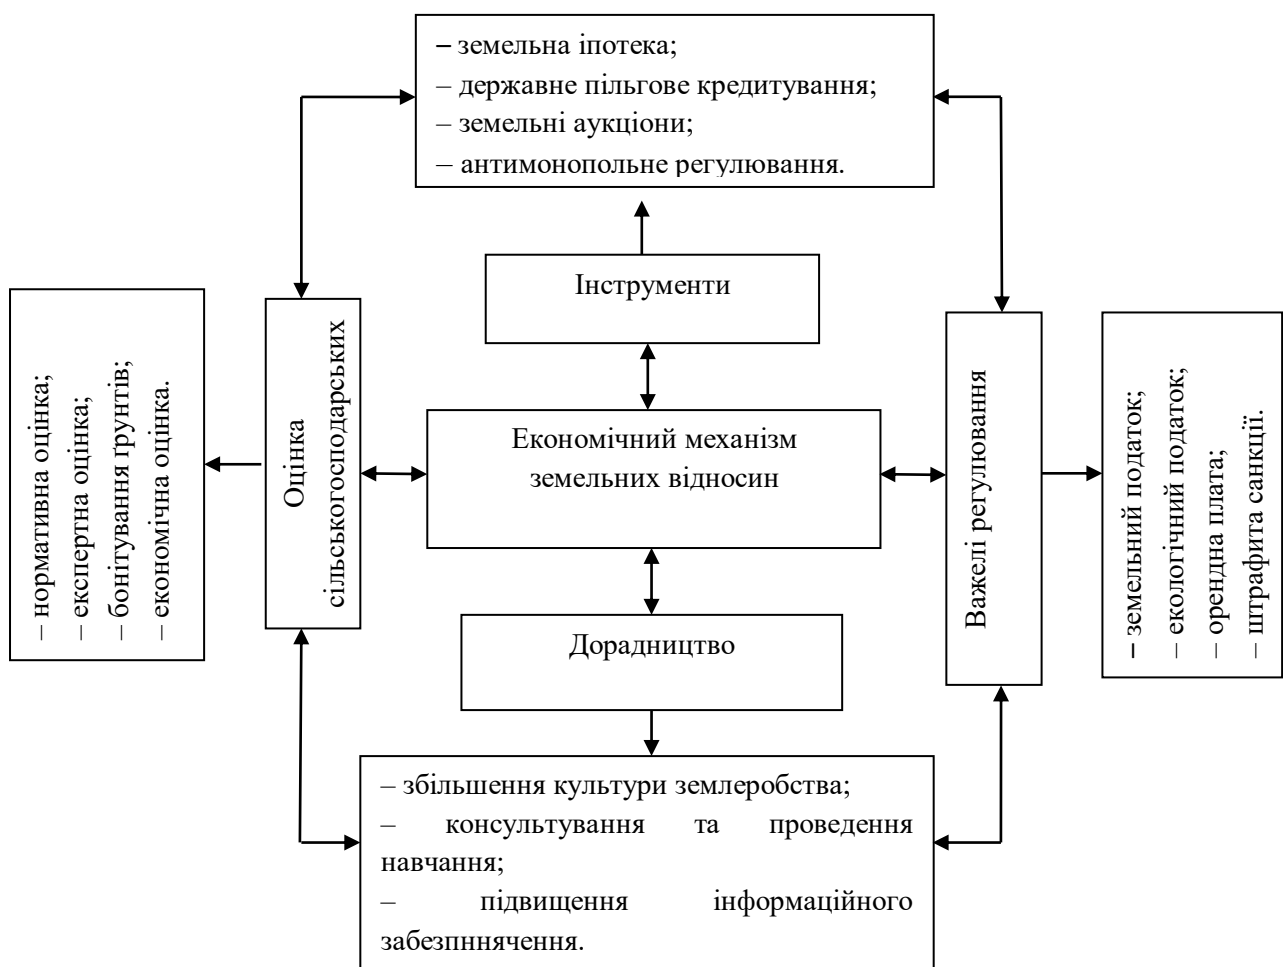 – земельна іпотека;
– державне пільгове кредитування;
– земельні аукціони;
– антимонопольне регулювання.
Інструменти
– нормативна оцінка;
– експертна оцінка;
– бонітування ґрунтів;
– економічна оцінка.
Оцінка
сільськогосподарських
Економічний механізм
земельних відносин
Важелі регулювання
– земельний податок;
– екологічний податок;
– орендна плата;
– штрафита санкції.
Дорадництво
– збільшення культури землеробства;
– консультування та проведення
навчання;
– підвищення інформаційного
забезпннячення.